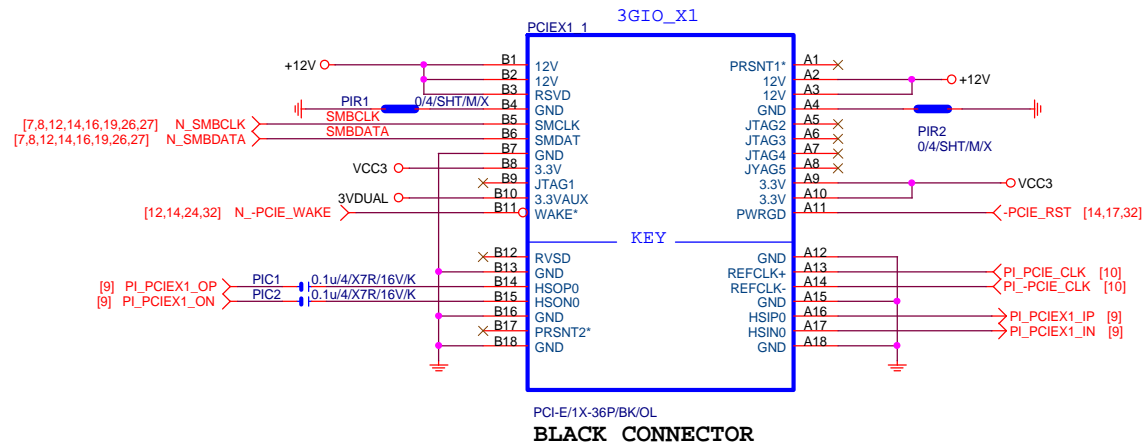 3GIO_X1
PCIEX1_1
+12V B1 12V PRSNT1* A1
B2 12V 12V A2 +12V
B3 RSVD 12V A3
PIR1 0/4/SHT/M/X B4 GND GND A4
[7,8,12,14,16,19,26,27] N_SMBCLK SMBCLK B5 SMCLK JTAG2 A5 PIR2
[7,8,12,14,16,19,26,27] N_SMBDATA SMBDATA B6 SMDAT JTAG3 A6 0/4/SHT/M/X
B7 GND JTAG4 A7
VCC3 B8 3.3V JYAG5 A8
B9 JTAG1 3.3V A9 VCC3
3VDUAL B10 3.3VAUX 3.3V A10
[12,14,24,32] N_-PCIE_WAKE B11 WAKE* PWRGD A11 -PCIE_RST [14,17,32]
KEY
B12 RVSD GND A12
B13 GND REFCLK+ A13 PI_PCIE_CLK [10]
[9] PI_PCIEX1_OP PIC1 0.1u/4/X7R/16V/K B14 HSOP0 REFCLK- A14 PI_-PCIE_CLK [10]
[9] PI_PCIEX1_ON PIC2 0.1u/4/X7R/16V/K B15 HSON0 GND A15
B16 GND HSIP0 A16 PI_PCIEX1_IP [9]
B17 PRSNT2* HSIN0 A17 PI_PCIEX1_IN [9]
B18 GND GND A18
PCI-E/1X-36P/BK/OL
BLACK CONNECTOR